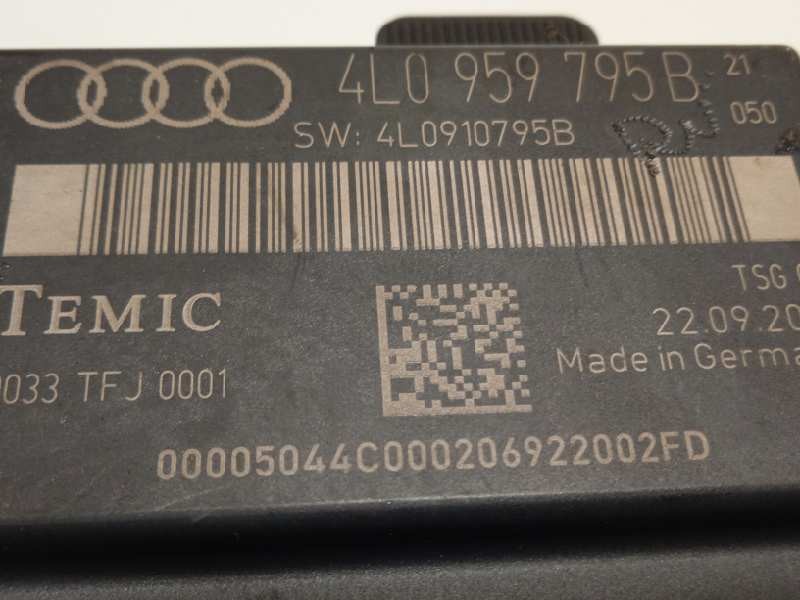 4L0 959 795 B 21
050
SW: 4L0910795B
TEMIC
TSG
22.09.20
0033 TFJ 0001
Made in Germa
00005044C000206922002FD